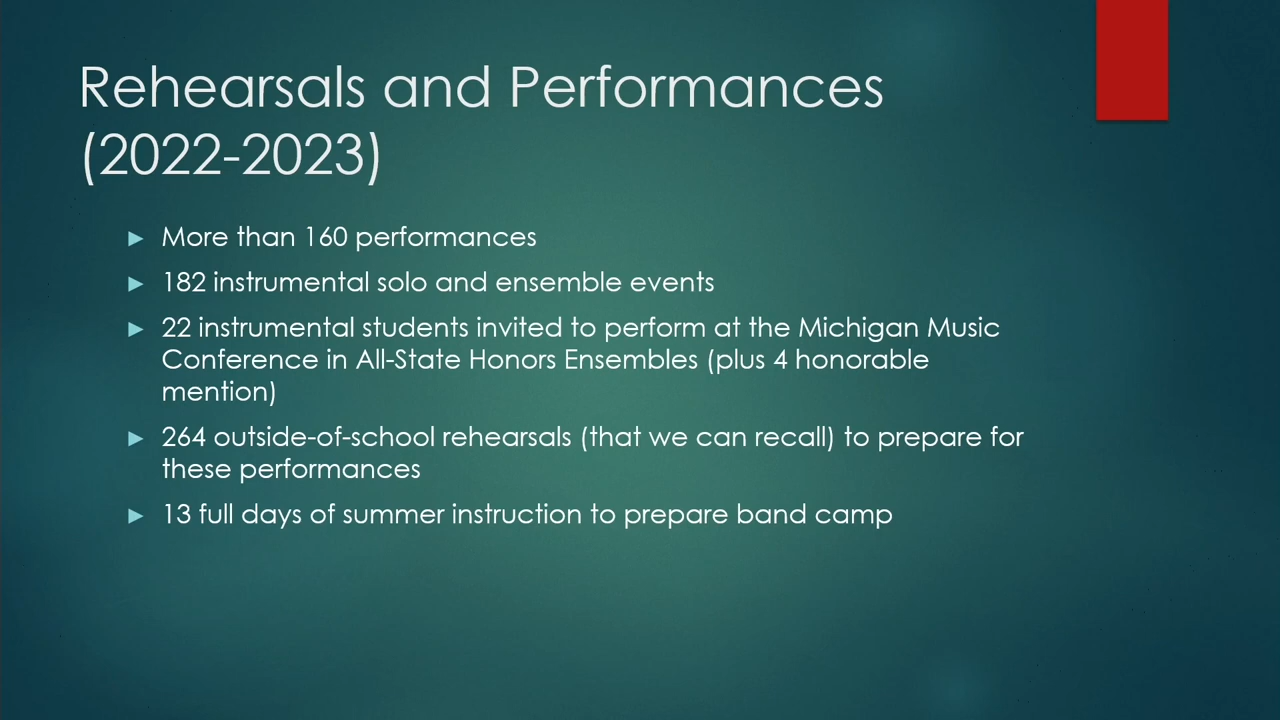 Rehearsals and Performances
(2022-2023)
More than 160 performances
182 instrumental solo and ensemble events
22 instrumental students invited to perform at the Michigan Music
Conference in All-State Honors Ensembles (plus 4 honorable
mention)
264 outside-of-school rehearsals (that we can recall) to prepare for
these performances
13 full days of summer instruction to prepare band camp